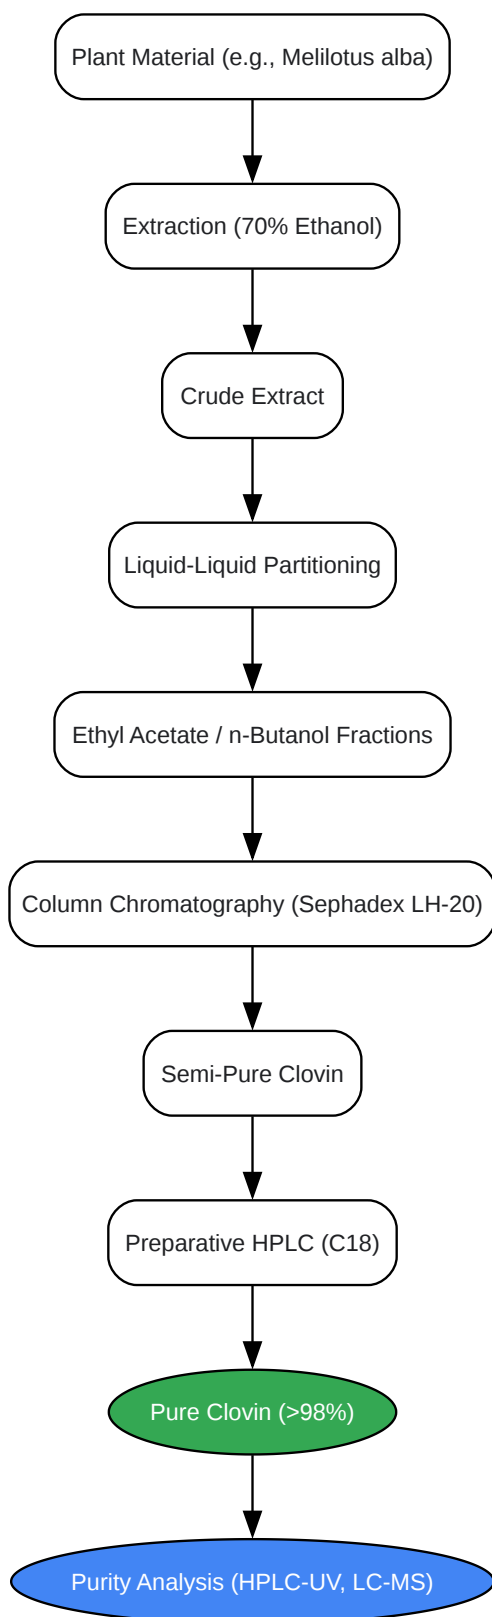 Plant Material (e.g., Melilotus alba)
Extraction (70% Ethanol)
Crude Extract
Liquid-Liquid Partitioning
Ethyl Acetate / n-Butanol Fractions
Column Chromatography (Sephadex LH-20)
Semi-Pure Clovin
Preparative HPLC (C18)
Pure Clovin (>98%)
Purity Analysis (HPLC-UV, LC-MS)